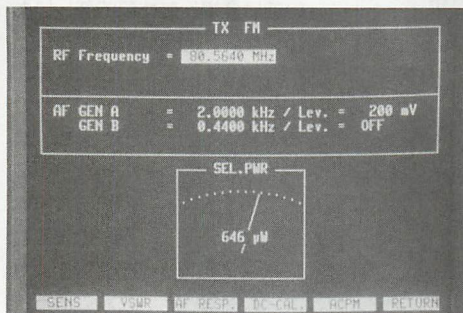 TX FM
RF Frequency = 80.5640 MHz
AF GEN A = 2.0000 kHz / Lev. = 200 mV
GEN B = 0.4400 kHz / Lev. = OFF
SEL.PWR
646 µW
SENS VSWR AF RESP. DC-CAL. ACPM RETURN